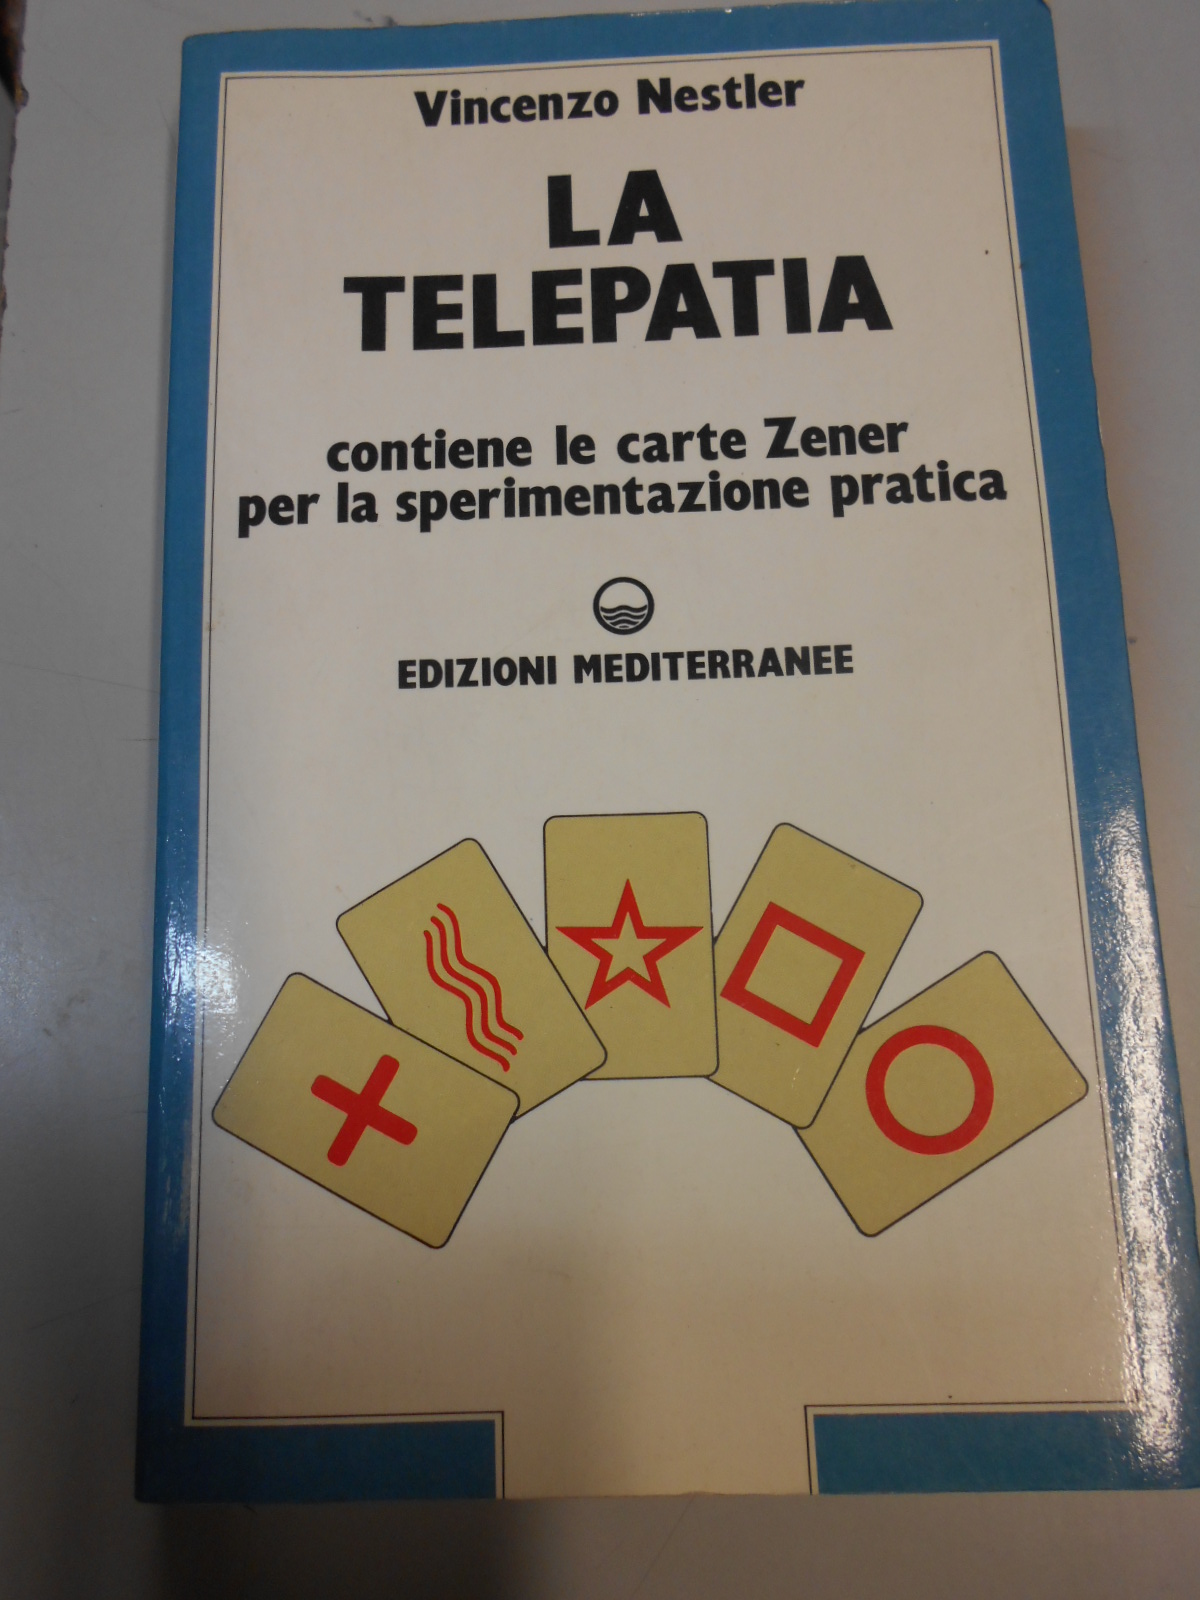 Vincenzo Nestler
LA
TELEPATIA
contiene le carte Zener
per la sperimentazione pratica
EDIZIONI MEDITERRANEE